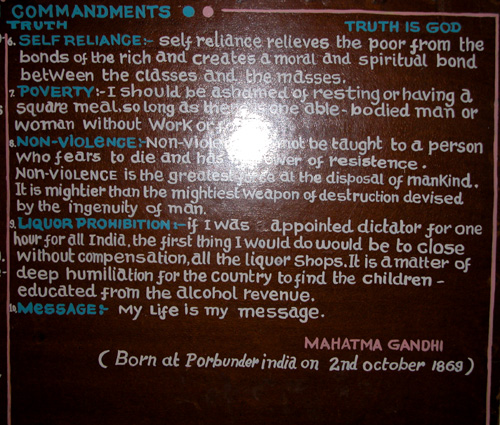 COMMANDMENTS
TRUTH TRUTH IS GOD
6. SELF RELIANCE:- self reliance relieves the poor from the
bonds of the rich and creates a moral and spiritual bond
between the classes and the masses.
7. POVERTY:- I should be ashamed of resting or having a
square meal. so long as there is one able-bodied man or
woman without work or
8. NON-VIOLENCE:- NON-viole not be taught to a person
who fears to die and has power of resistence.
NON-VIOLENCE is the greatest at the disposal of mankind.
It is mightier than the mightiest weapon of destruction devised
by the ingenuity of man.
9. LIQUOR PROHIBITION:- if I was appointed dictator for one
hour for all India, the first thing I would do would be to close
without compensation, all the liquor shops. It is a matter of
deep humiliation for the country to find the children -
educated from the alcohol revenue.
10. MESSAGE:- My life is my message.
MAHATMA GANDHI
( Born at Porbunder india on 2nd october 1869)